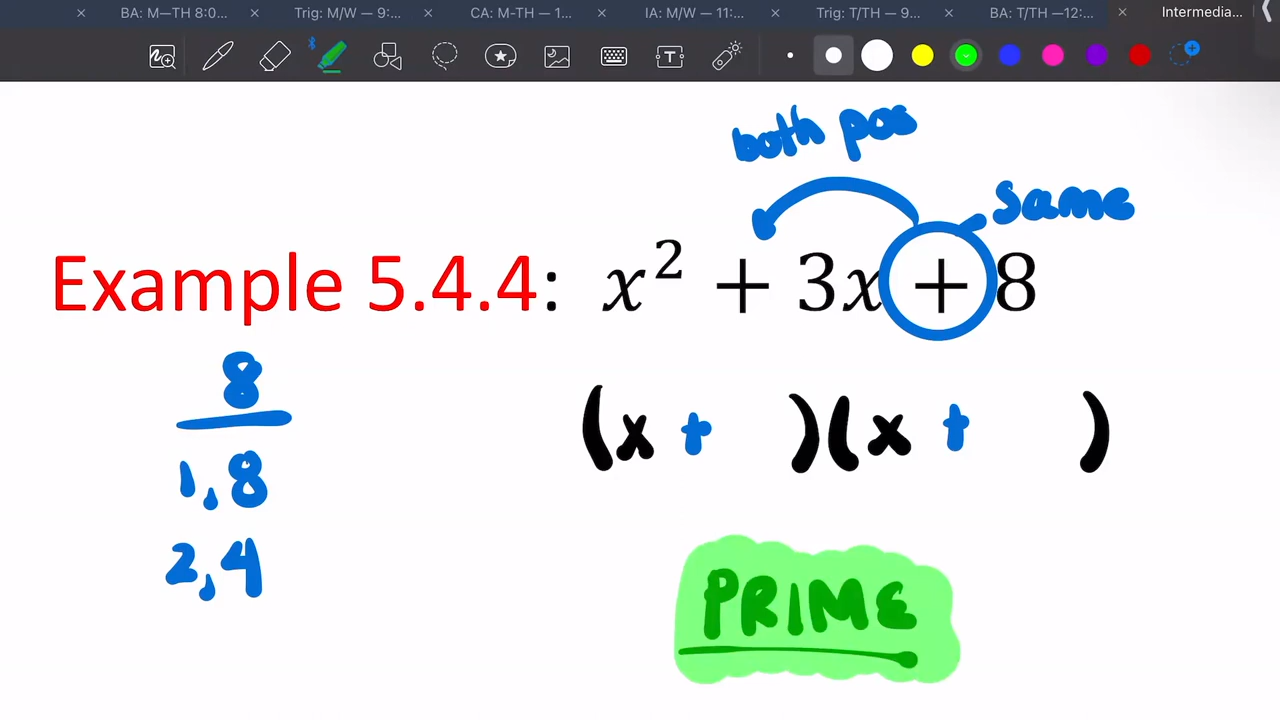 BA: M—TH 8:0...
Trig: M/W — 9:...
CA: M-TH — 1...
IA: M/W — 11:...
Trig: T/TH — 9...
BA: T/TH —12:...
Intermedia...
T
both pos
same
Example 5.4.4: x² + 3x + 8
8
(x + )(x + )
1,8
2,4
PRIME